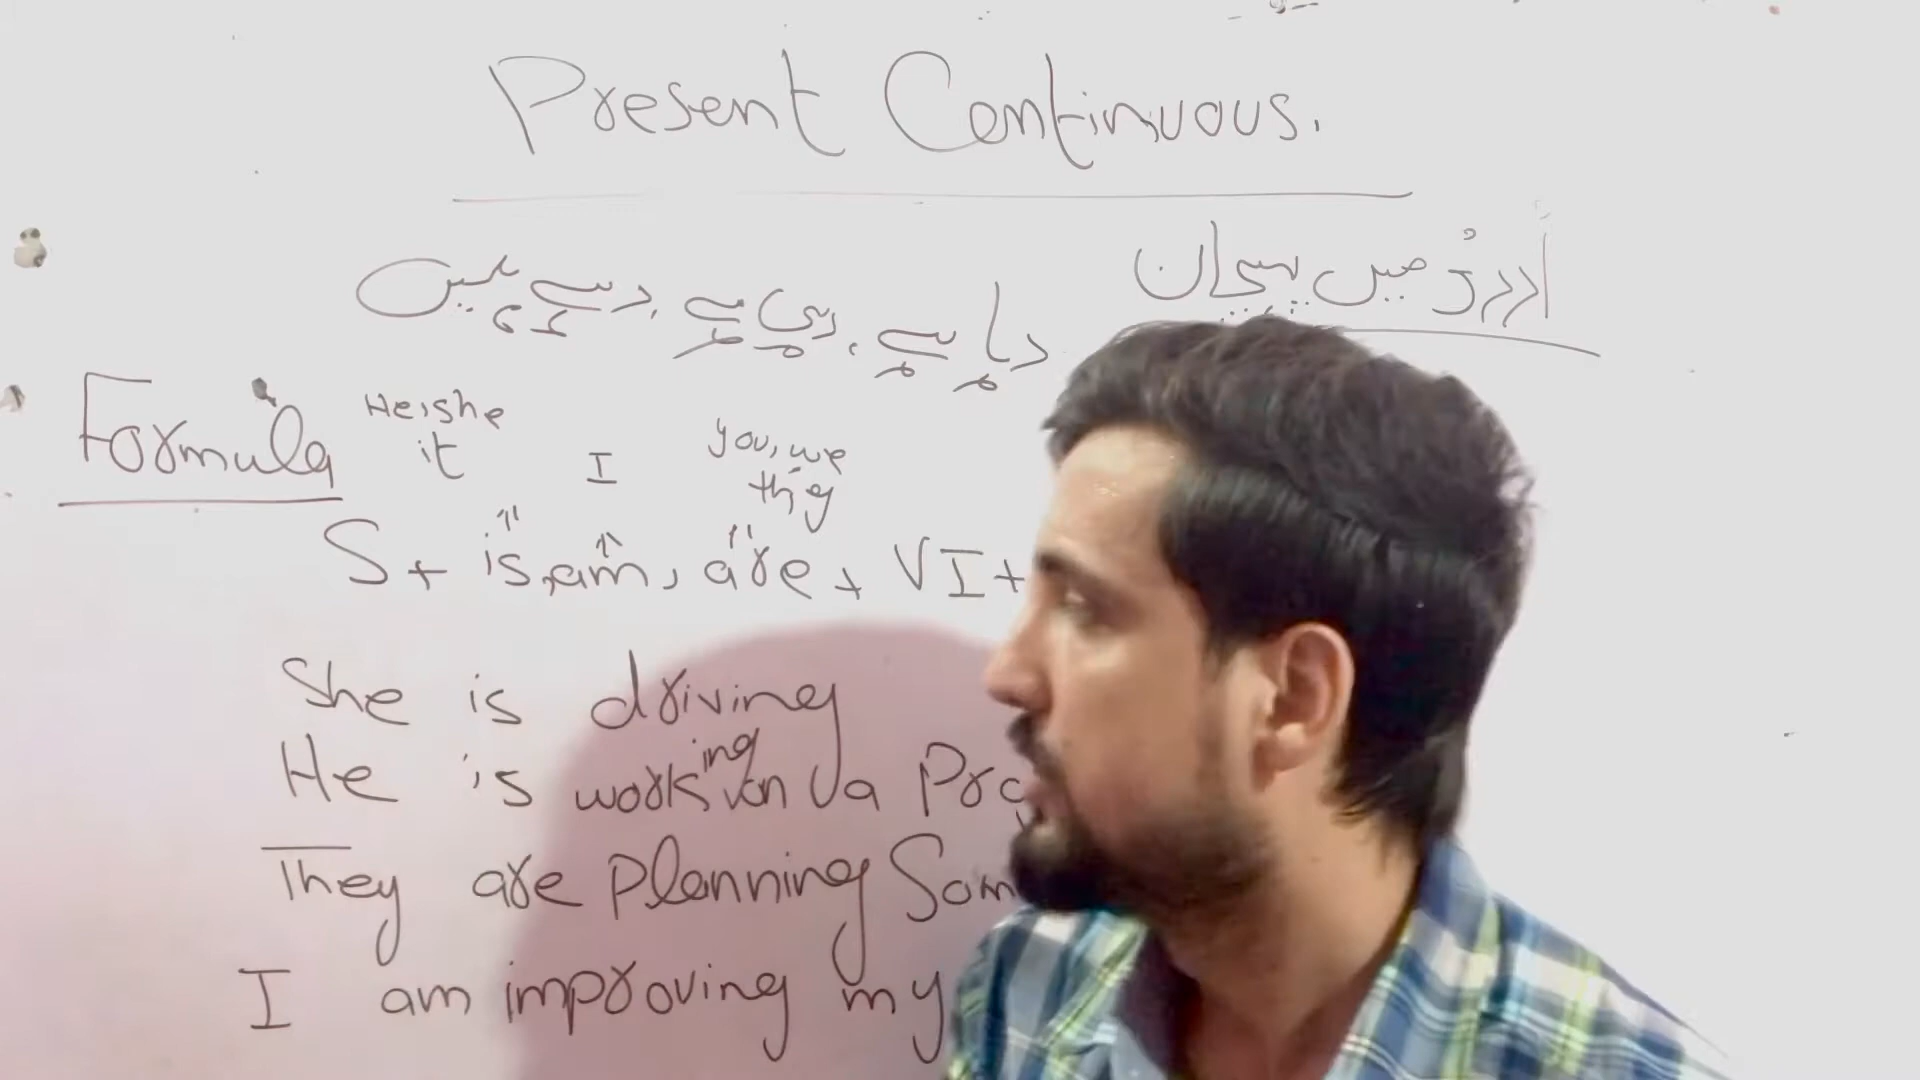 Present Continuous.
اردُو میں پہچان
رہا ہے، رہی ہے، رہے ہیں
Formula
He, she
it
I
you, we
they
S + is, am, are + VI +
She is driving
He is working on a Pro
They are planning Som
I am improving my